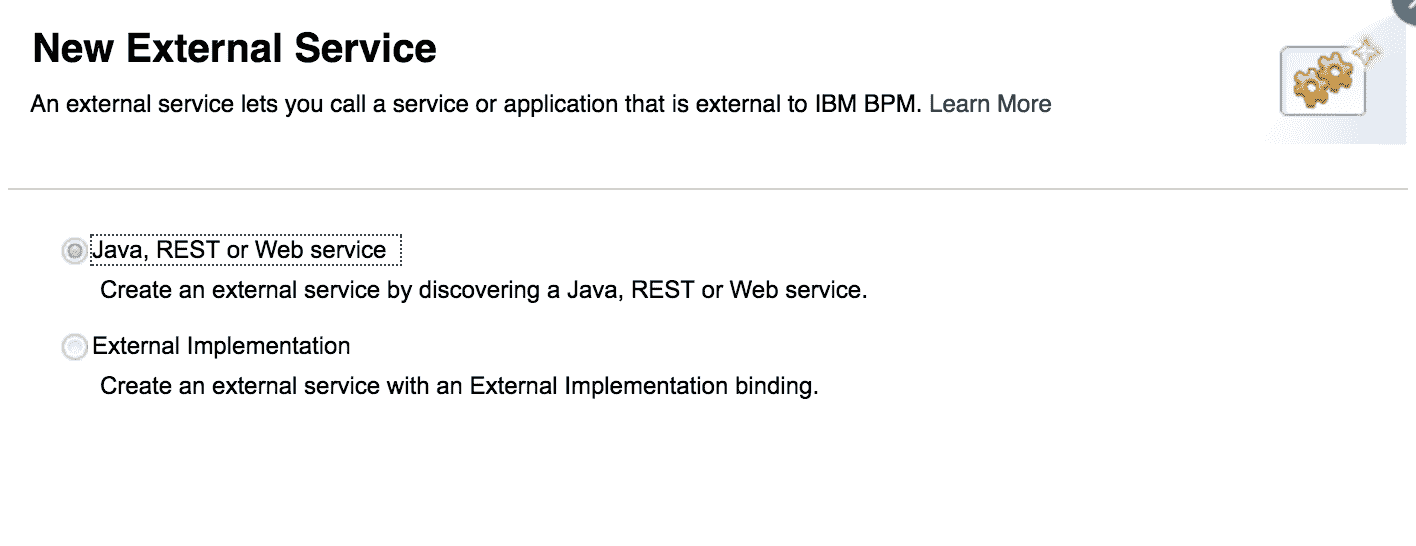 New External Service
An external service lets you call a service or application that is external to IBM BPM. Learn More
Java, REST or Web service
Create an external service by discovering a Java, REST or Web service.
External Implementation
Create an external service with an External Implementation binding.